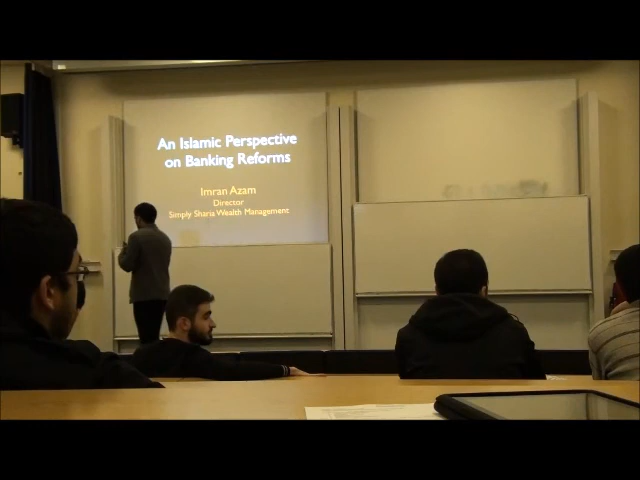 An Islamic Perspective
on Banking Reforms
Imran Azam
Director
Simply Sharia Wealth Management